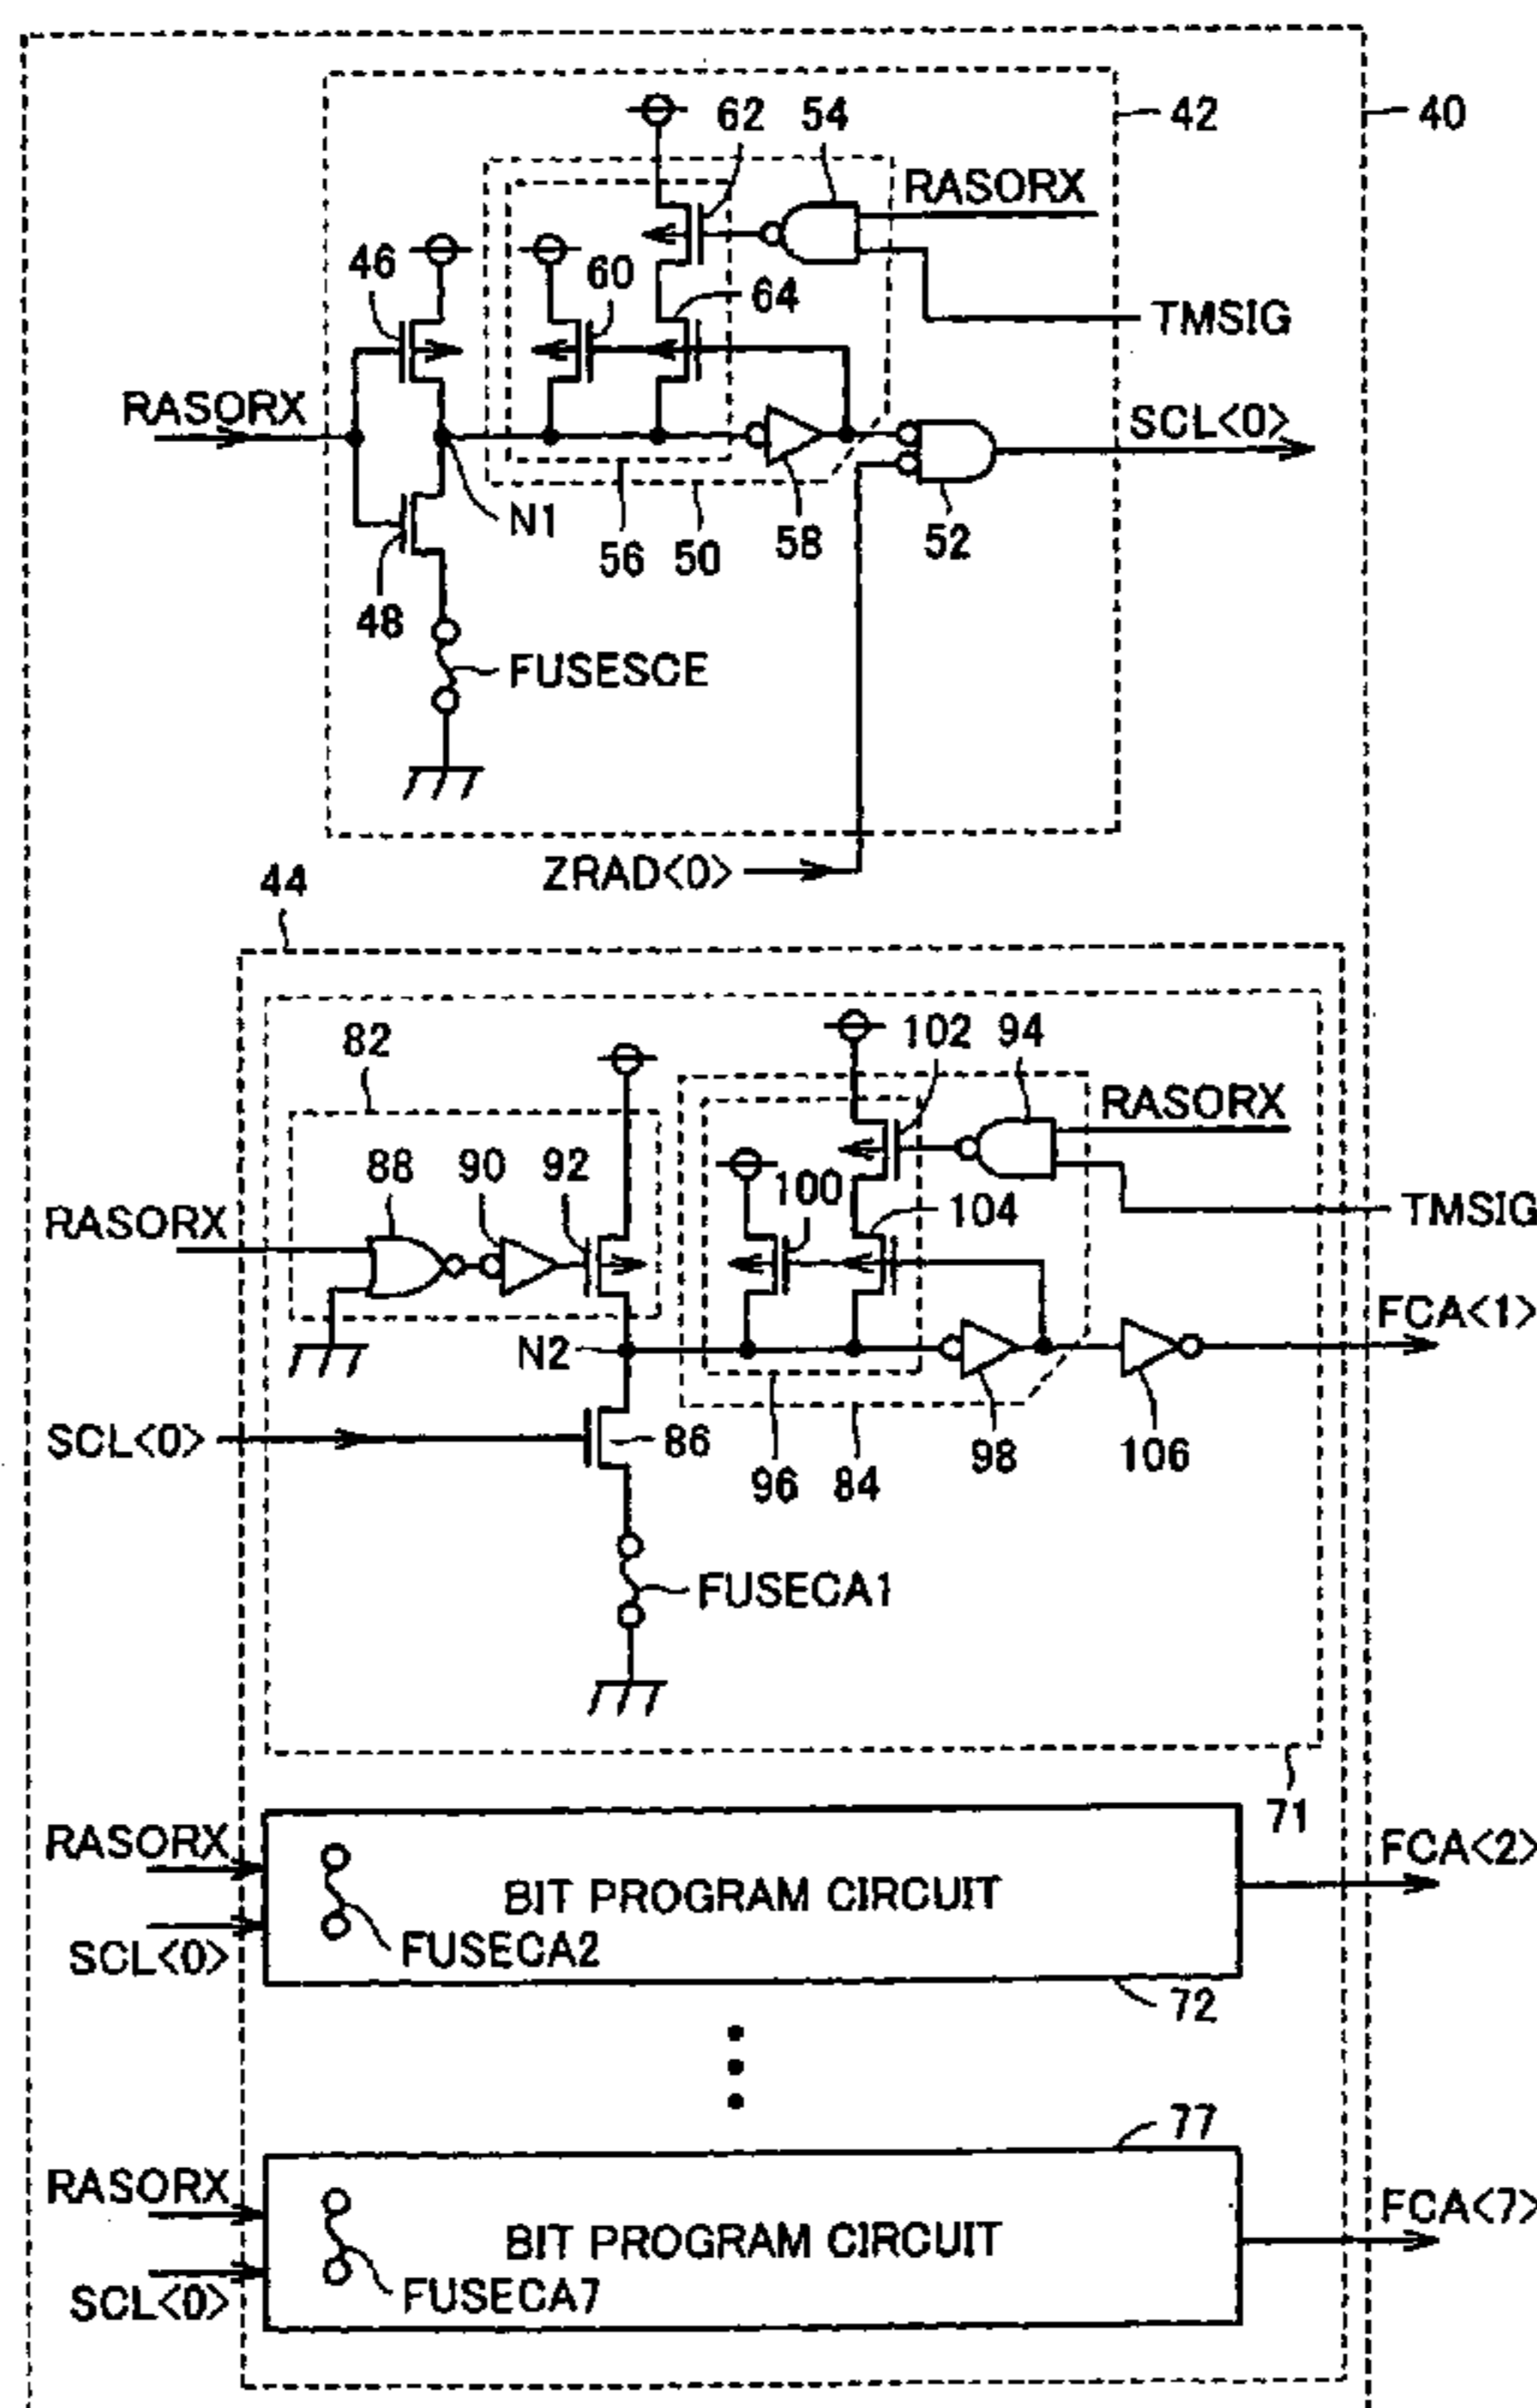 62 54
42
40
RASORX
46
60
64
TMSIG
RASORX
SCL<0>
N1
56 50 58 52
48
FUSESCE
ZRAD<0>
44
82
102 94
RASORX
88 90 92
100
RASORX
104
TMSIG
N2
FCA<1>
SCL<0>
86
96 84 98 106
FUSECA1
71
RASORX
FCA<2>
BIT PROGRAM CIRCUIT
SCL<0>
FUSECA2
72
77
RASORX
FCA<7>
BIT PROGRAM CIRCUIT
SCL<0>
FUSECA7